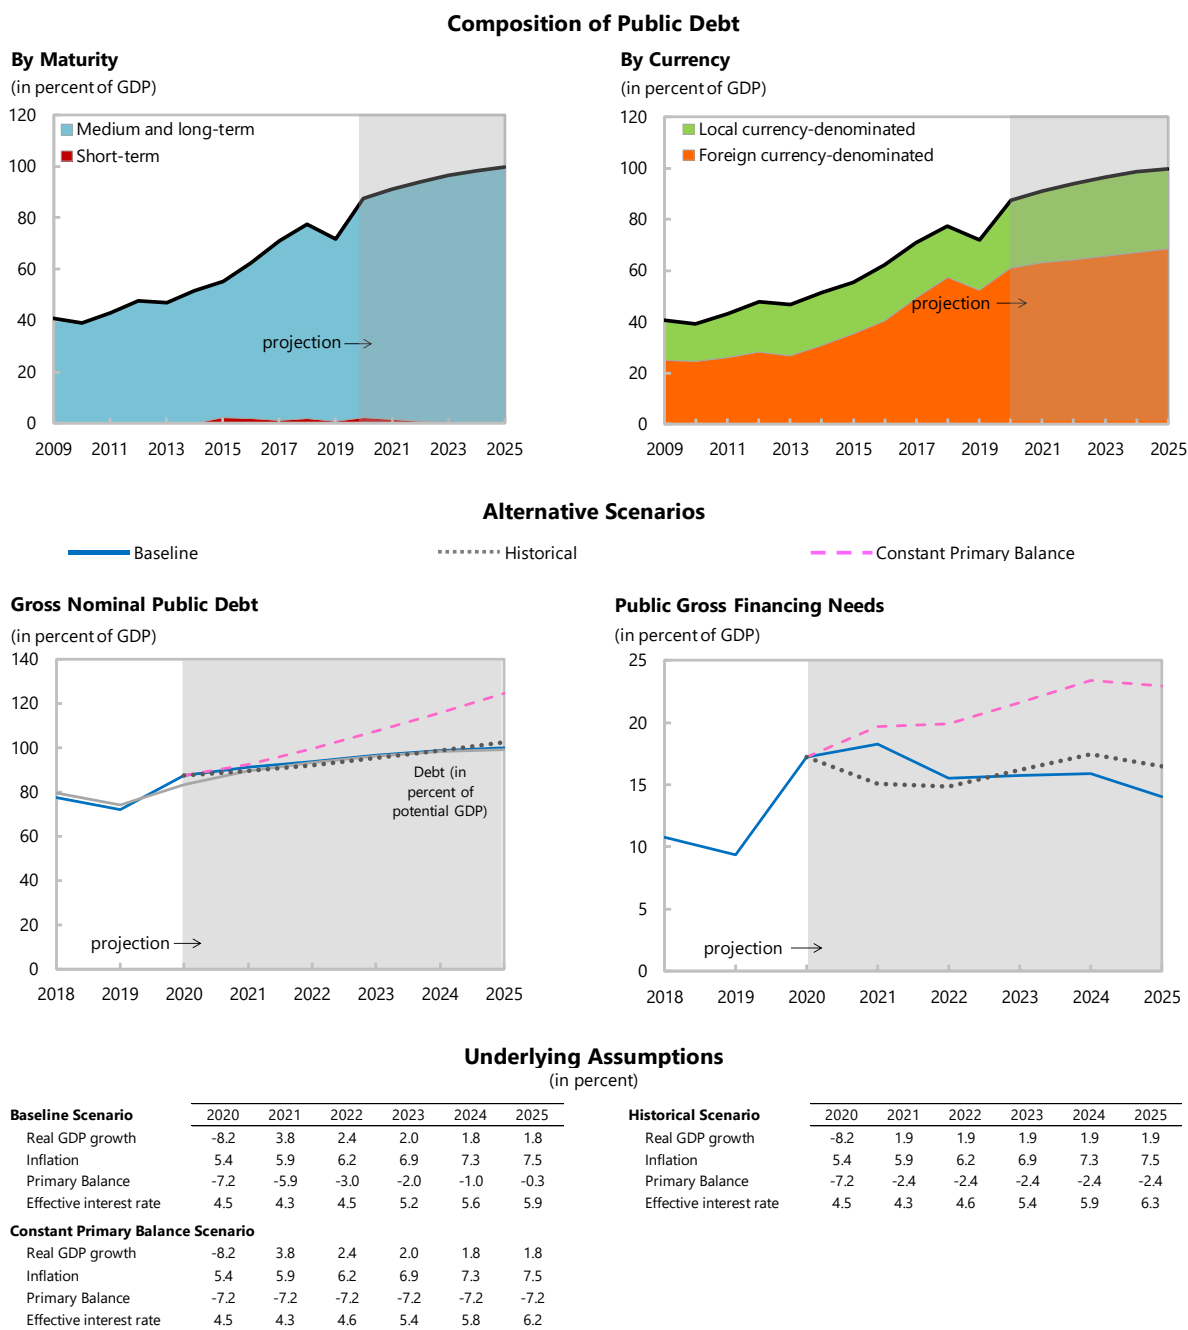 Composition of Public Debt
By Maturity
(in percent of GDP)
120
100
80
60
40
20
0
Medium and long-term
Short-term
projection
2009 2011 2013 2015 2017 2019 2021 2023 2025
By Currency
(in percent of GDP)
120
100
80
60
40
20
0
Local currency-denominated
Foreign currency-denominated
projection
2009 2011 2013 2015 2017 2019 2021 2023 2025
Alternative Scenarios
Baseline Historical Constant Primary Balance
Gross Nominal Public Debt
(in percent of GDP)
140
120
100
80
60
40
20
0
Debt (in
percent of
potential GDP)
projection
2018 2019 2020 2021 2022 2023 2024 2025
Public Gross Financing Needs
(in percent of GDP)
25
20
15
10
5
0
projection
2018 2019 2020 2021 2022 2023 2024 2025
Underlying Assumptions
(in percent)
Baseline Scenario 2020 2021 2022 2023 2024 2025
Real GDP growth -8.2 3.8 2.4 2.0 1.8 1.8
Inflation 5.4 5.9 6.2 6.9 7.3 7.5
Primary Balance -7.2 -5.9 -3.0 -2.0 -1.0 -0.3
Effective interest rate 4.5 4.3 4.5 5.2 5.6 5.9
Constant Primary Balance Scenario
Real GDP growth -8.2 3.8 2.4 2.0 1.8 1.8
Inflation 5.4 5.9 6.2 6.9 7.3 7.5
Primary Balance -7.2 -7.2 -7.2 -7.2 -7.2 -7.2
Effective interest rate 4.5 4.3 4.6 5.4 5.8 6.2
Historical Scenario 2020 2021 2022 2023 2024 2025
Real GDP growth -8.2 1.9 1.9 1.9 1.9 1.9
Inflation 5.4 5.9 6.2 6.9 7.3 7.5
Primary Balance -7.2 -2.4 -2.4 -2.4 -2.4 -2.4
Effective interest rate 4.5 4.3 4.6 5.4 5.9 6.3